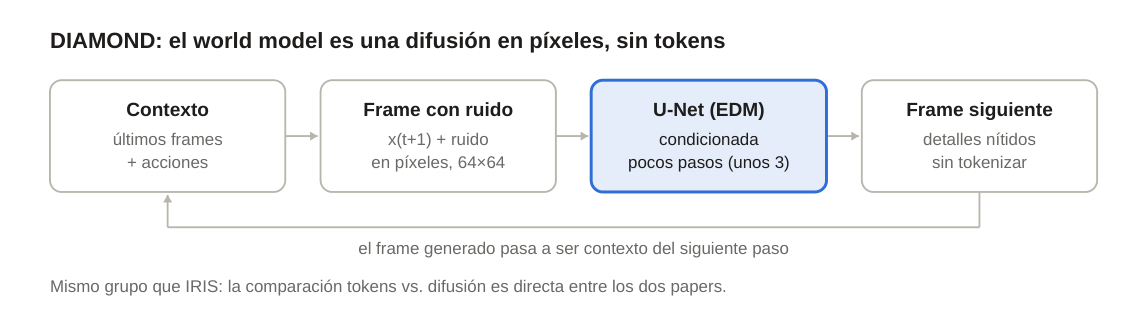 DIAMOND: el world model es una difusión en píxeles, sin tokens
Contexto
últimos frames
+ acciones
Frame con ruido
x(t+1) + ruido
en píxeles, 64×64
U-Net (EDM)
condicionada
pocos pasos (unos 3)
Frame siguiente
detalles nítidos
sin tokenizar
el frame generado pasa a ser contexto del siguiente paso
Mismo grupo que IRIS: la comparación tokens vs. difusión es directa entre los dos papers.